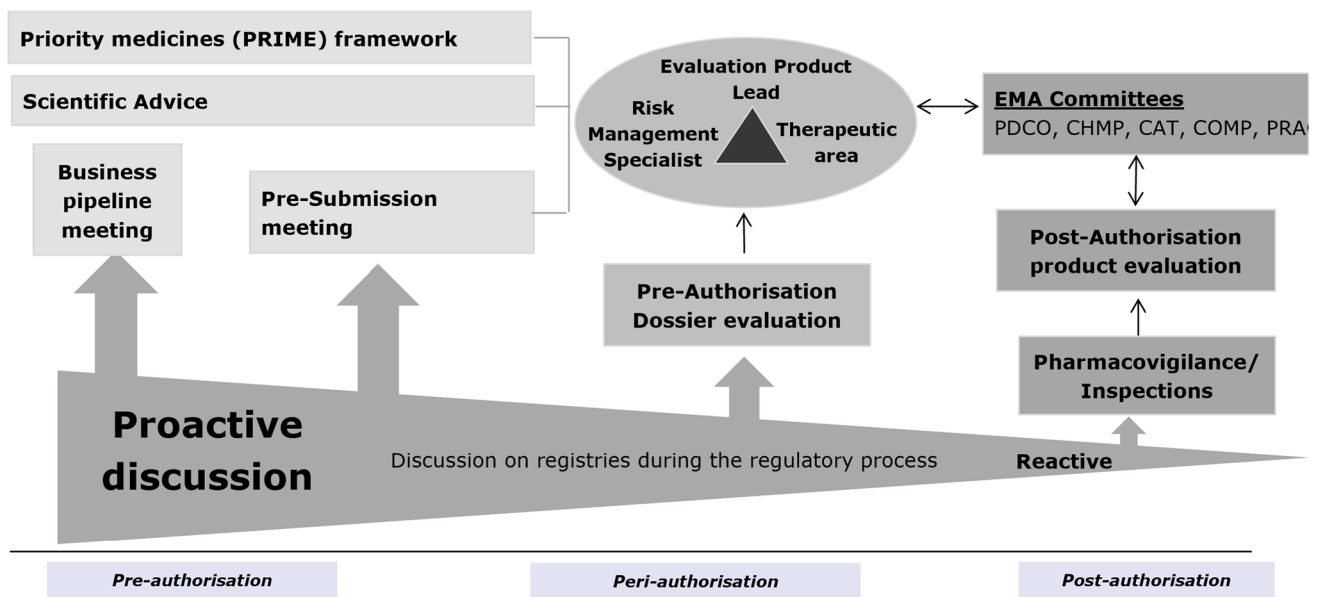 Priority medicines (PRIME) framework
Scientific Advice
Business
pipeline
meeting
Pre-Submission
meeting
Evaluation Product
Lead
Risk
Management
Specialist
Therapeutic
area
EMA Committees
PDCO, CHMP, CAT, COMP,
Pre-Authorisation
Dossier evaluation
Post-Authorisation
product evaluation
Pharmacovigilance/
Inspections
Proactive
discussion
Discussion on registries during the regulatory process
Reactive
Pre-authorisation
Peri-authorisation
Post-authorisation